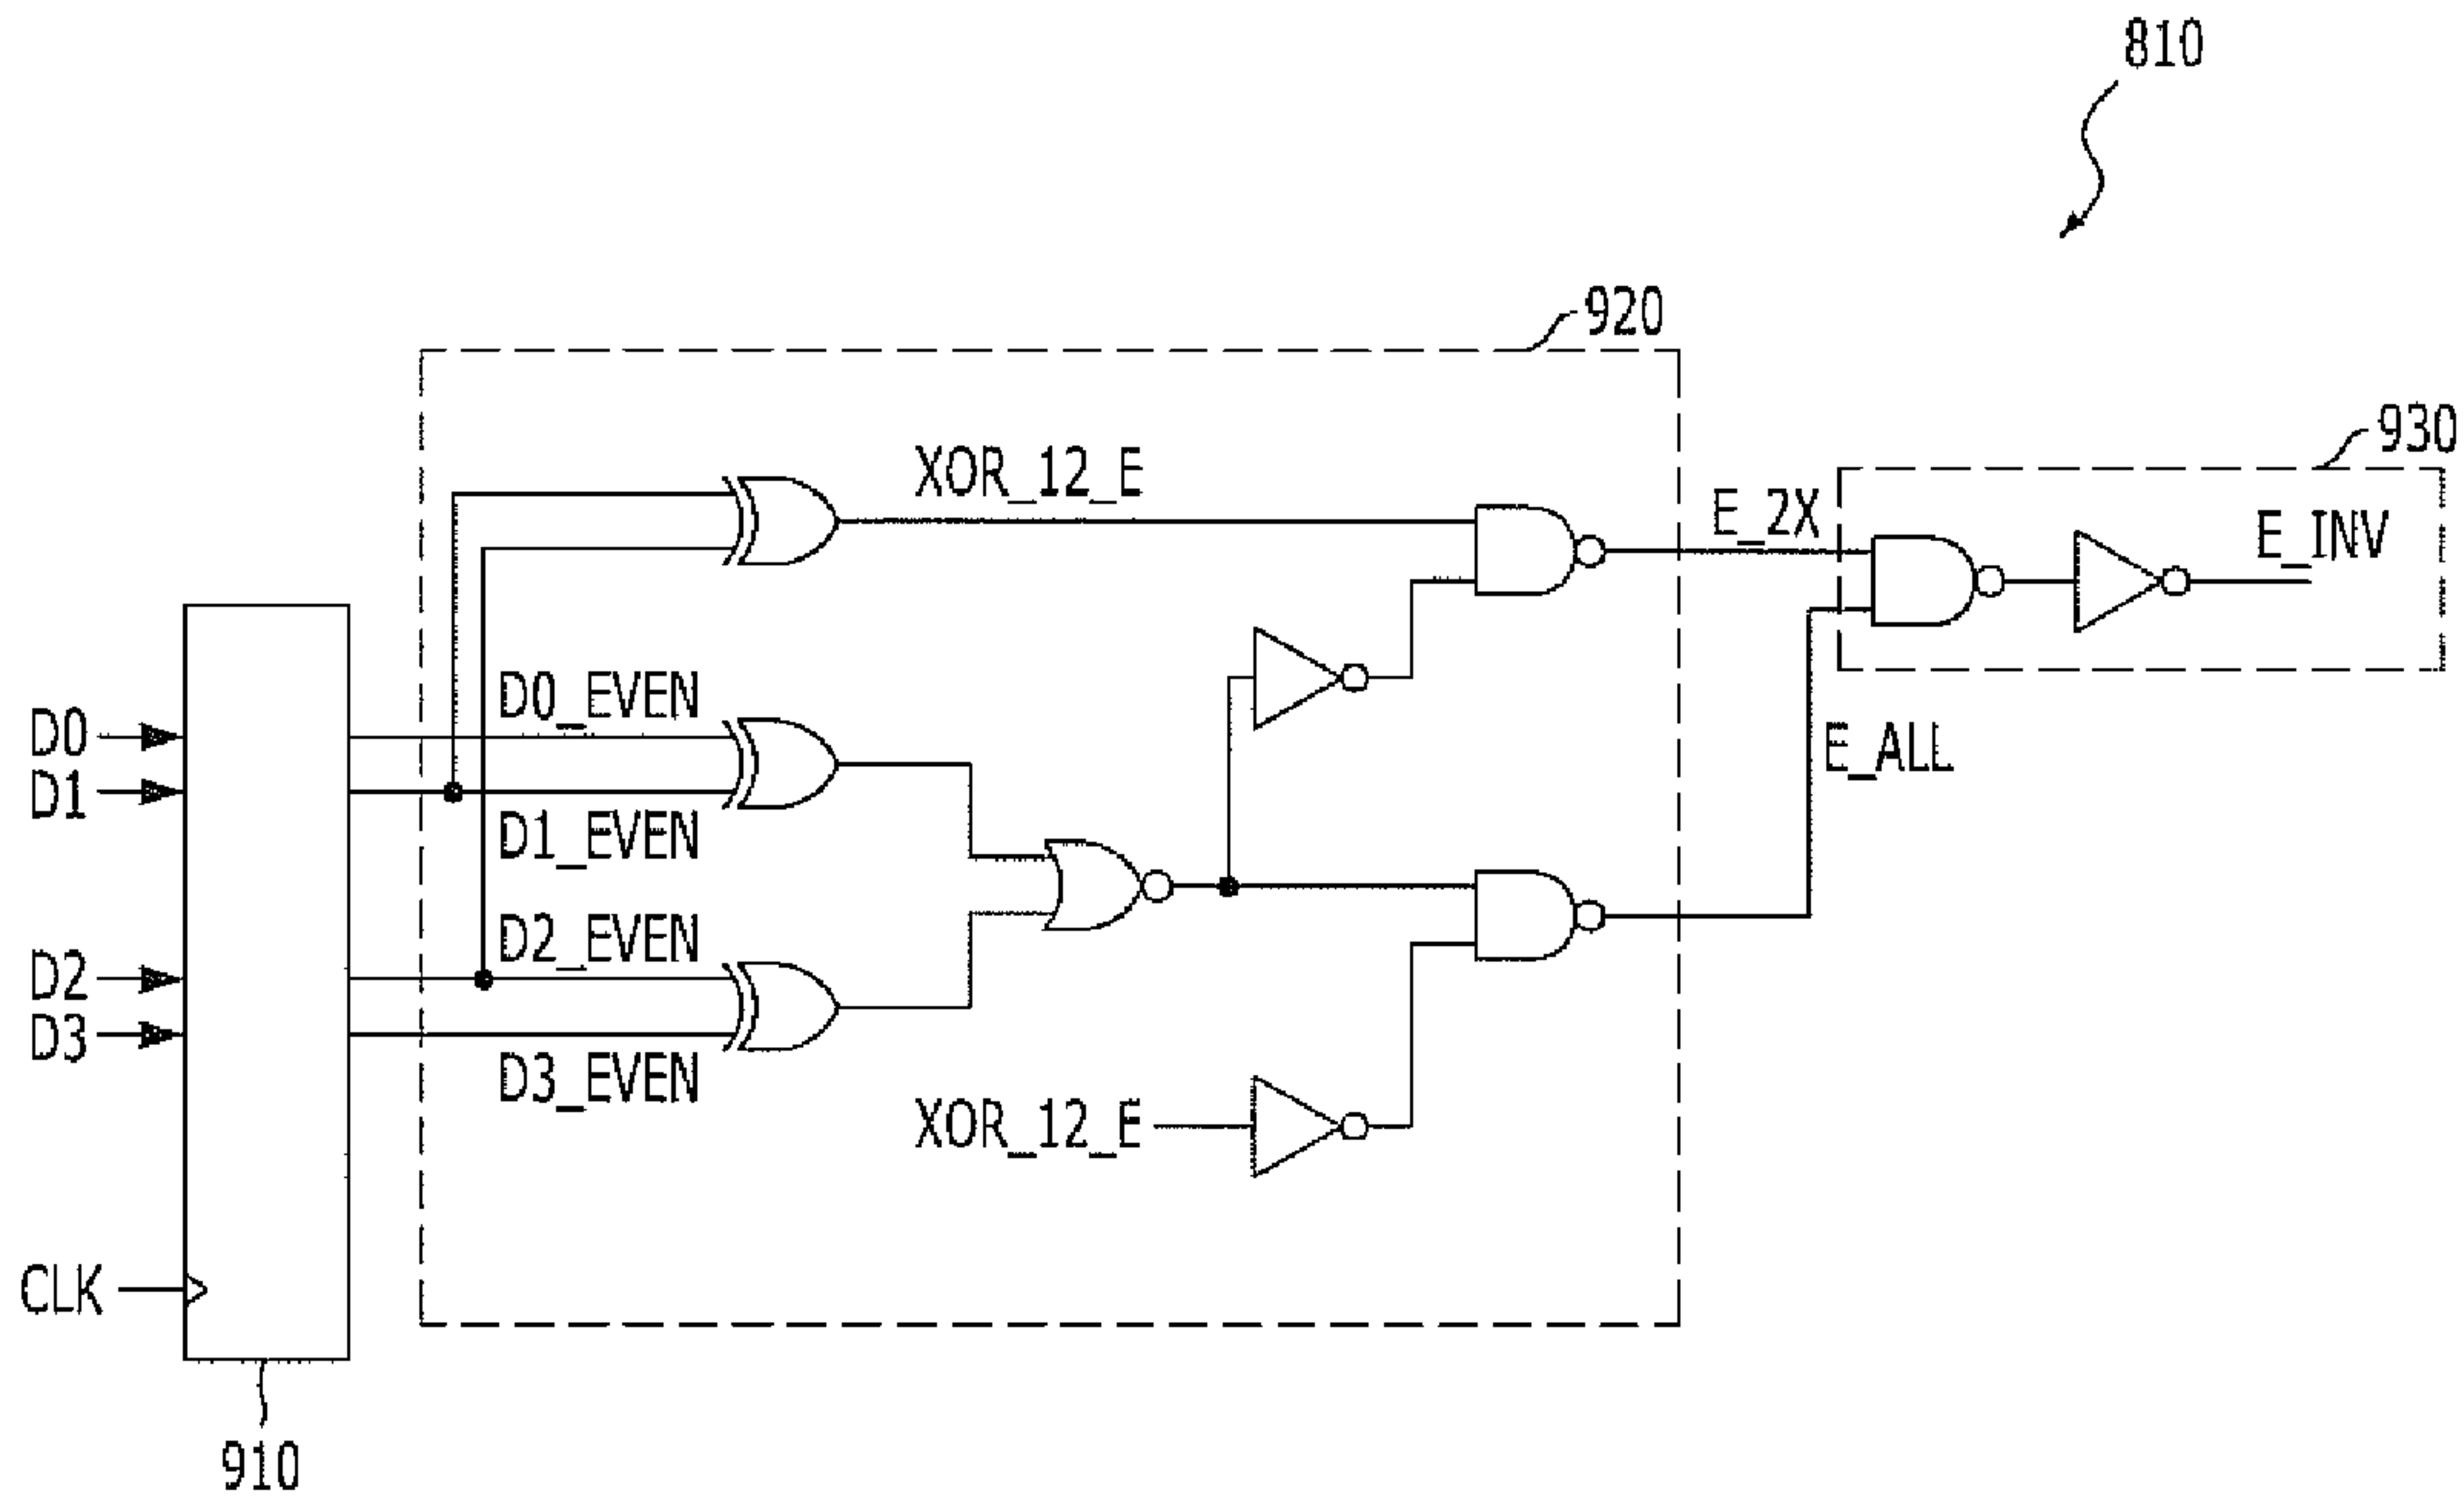 810
920
930
XOR_12_E
E_2X
E_INV
D0_EVEN
D0
E_ALL
D1
D1_EVEN
D2_EVEN
D2
D3
D3_EVEN
XOR_12_E
CLK
910